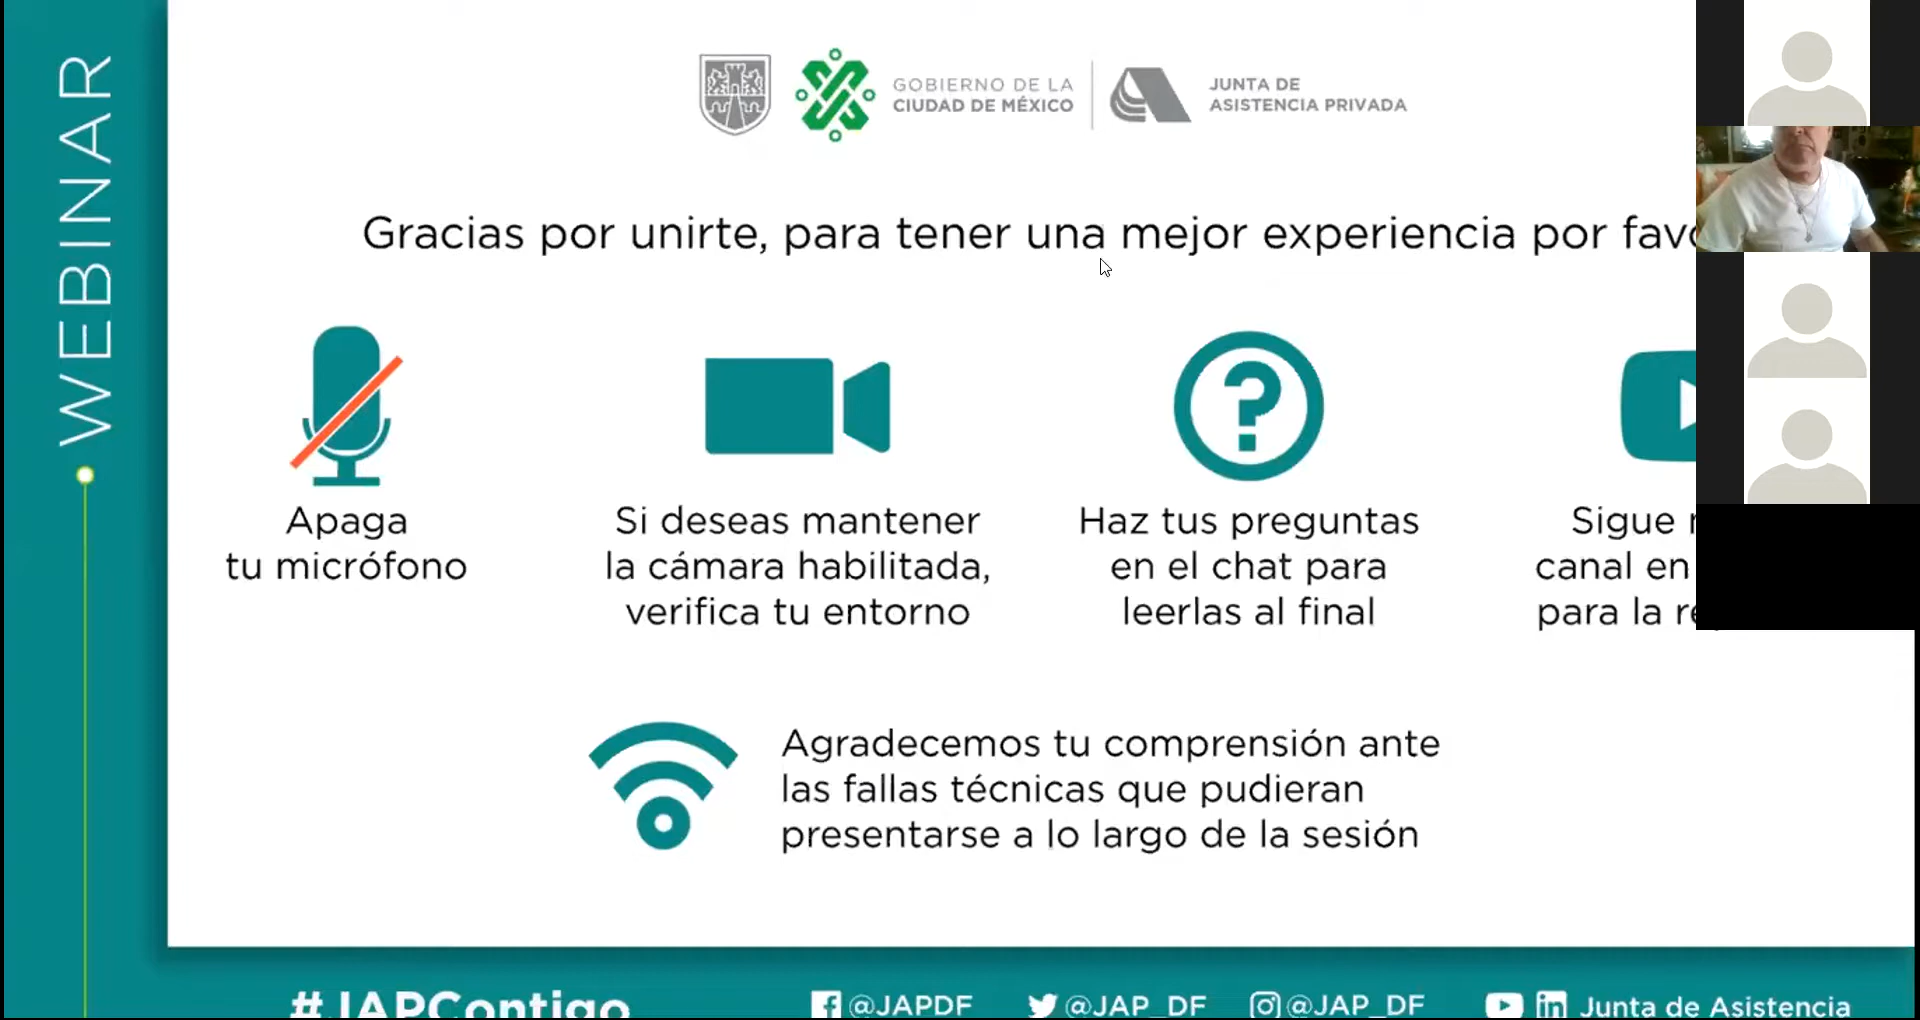 WEBINAR
GOBIERNO DE LA
CIUDAD DE MÉXICO
JUNTA DE
ASISTENCIA PRIVADA
Gracias por unirte, para tener una mejor experiencia por
Apaga
tu micrófono
Si deseas mantener
la cámara habilitada,
verifica tu entorno
Haz tus preguntas
en el chat para
leerlas al final
Sigue
canal en
para la
Agradecemos tu comprensión ante
las fallas técnicas que pudieran
presentarse a lo largo de la sesión
#JAPContigo
@JAPDF
@JAP_DF
@JAP_DF
Junta de Asistencia